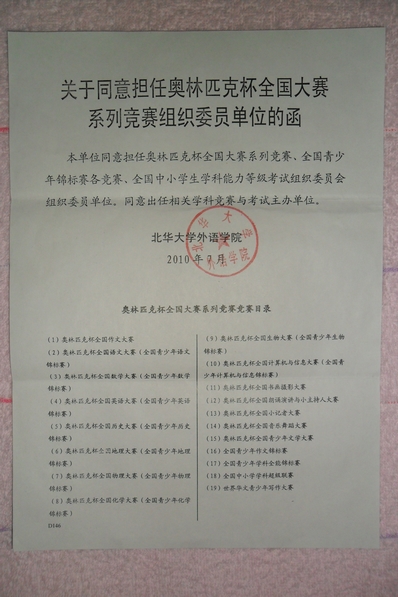 关于同意担任奥林匹克杯全国大赛
系列竞赛组织委员单位的函
本单位同意担任奥林匹克杯全国大赛系列竞赛、全国青少
年锦标赛各竞赛、全国中小学生学科能力等级考试组织委员会
组织委员单位。同意出任相关学科竞赛与考试主办单位。
北华大学外语学院
2010年7月
北华大学
外语学院
奥林匹克杯全国大赛系列竞赛竞赛目录
(1)奥林匹克杯全国作文大赛
(2)奥林匹克杯全国语文大赛(全国青少年语文
锦标赛)
(3)奥林匹克杯全国数学大赛(全国青少年数学
锦标赛)
(4)奥林匹克杯全国英语大赛(全国青少年英语
锦标赛)
(5)奥林匹克杯全国历史大赛(全国青少年历史
锦标赛)
(6)奥林匹克杯全国地理大赛(全国青少年地理
锦标赛)
(7)奥林匹克杯全国物理大赛(全国青少年物理
锦标赛)
(8)奥林匹克杯全国化学大赛(全国青少年化学
锦标赛)
(9)奥林匹克杯全国生物大赛(全国青少年生物
锦标赛)
(10)奥林匹克杯全国计算机与信息大赛(全国青
少年计算机与信息锦标赛)
(11)奥林匹克杯全国书画摄影大赛
(12)奥林匹克杯全国朗诵演讲与小主持人大赛
(13)奥林匹克杯全国小记者大赛
(14)奥林匹克杯全国音乐舞蹈大赛
(15)奥林匹克杯全国青少年文学大赛
(16)全国青少年作文锦标赛
(17)全国青少年学科全能锦标赛
(18)全国中小学学科超级联赛
(19)世界华文青少年写作大赛
D146